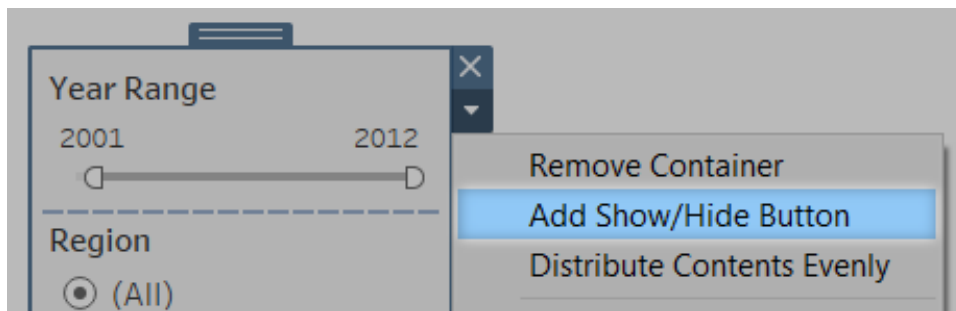 Year Range
2001 2012
Region
(All)
Remove Container
Add Show/Hide Button
Distribute Contents Evenly